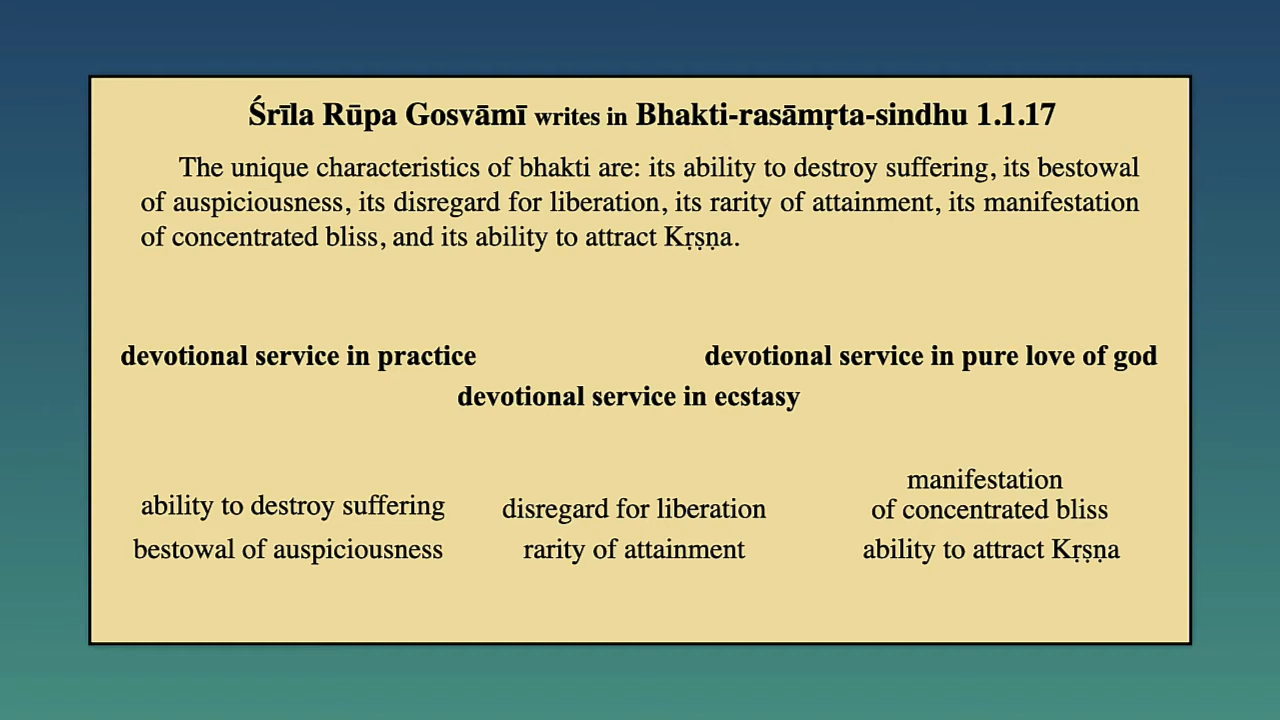 Śrīla Rūpa Gosvāmī writes in Bhakti-rasāmṛta-sindhu 1.1.17
The unique characteristics of bhakti are: its ability to destroy suffering, its bestowal
of auspiciousness, its disregard for liberation, its rarity of attainment, its manifestation
of concentrated bliss, and its ability to attract Kṛṣṇa.
devotional service in practice
devotional service in pure love of god
devotional service in ecstasy
ability to destroy suffering
bestowal of auspiciousness
disregard for liberation
rarity of attainment
manifestation
of concentrated bliss
ability to attract Kṛṣṇa